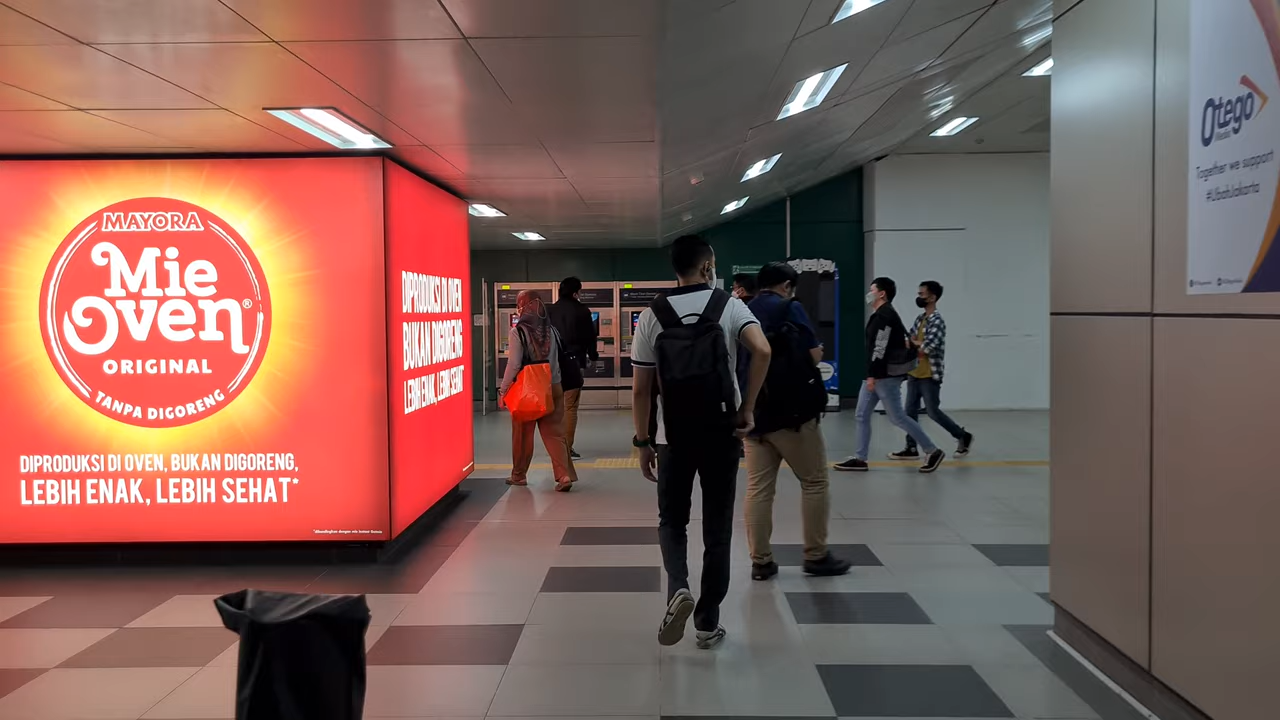 MAYORA
Mie
Oven®
ORIGINAL
TANPA DIGORENG
DIPRODUKSI DI OVEN, BUKAN DIGORENG,
LEBIH ENAK, LEBIH SEHAT*
DIPRODUKSI DI OVEN
BUKAN DIGORENG
LEBIH ENAK, LEBIH SEHAT
Otego
Together we support
#UbahJakarta